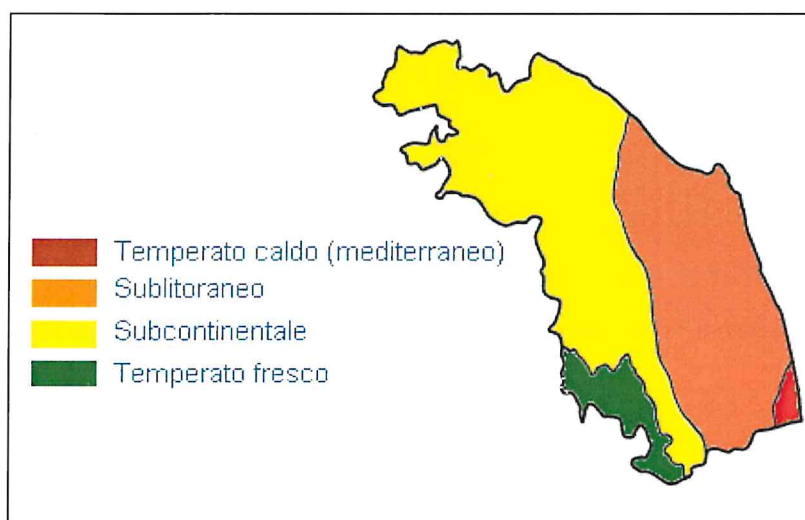 Temperato caldo (mediterraneo)
Sublitoraneo
Subcontinentale
Temperato fresco